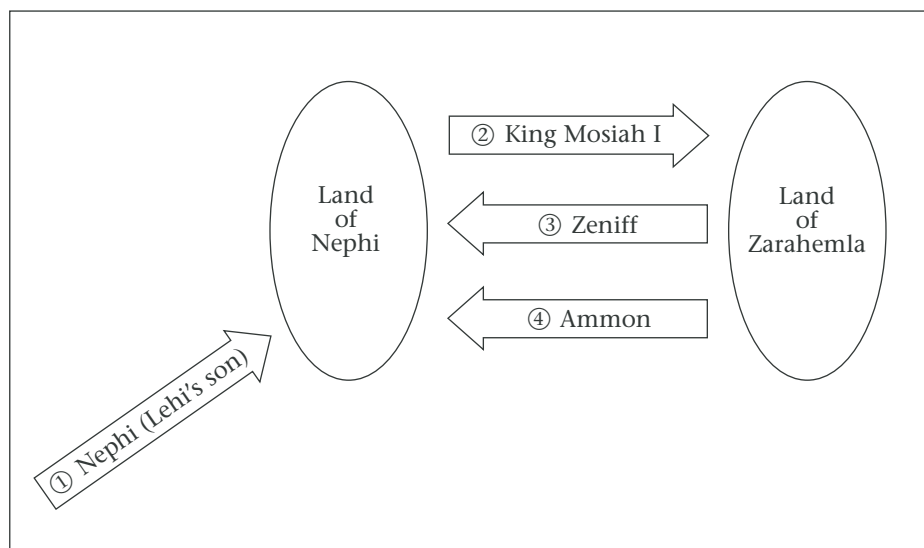 Land
of
Nephi
② King Mosiah I
③ Zeniff
④ Ammon
Land
of
Zarahemla
① Nephi (Lehi’s son)